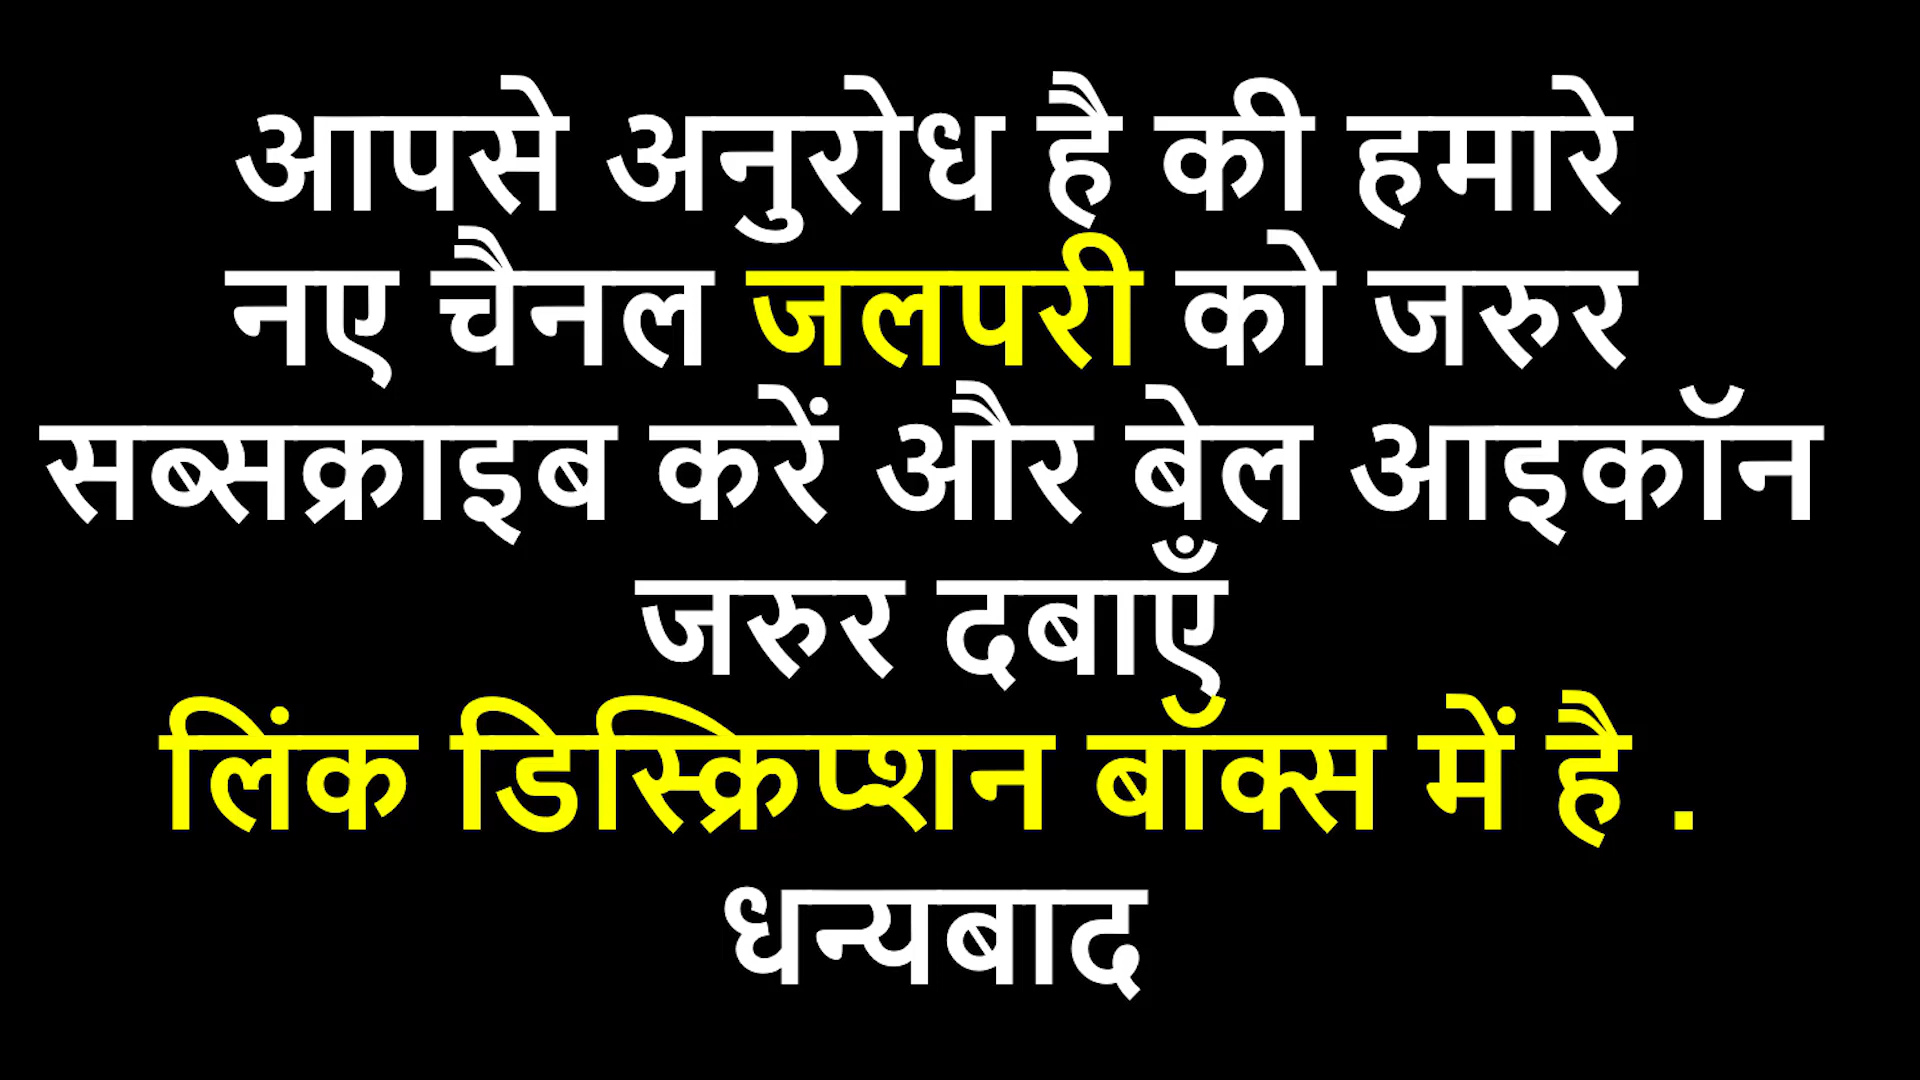 आपसे अनुरोध है की हमारे
नए चैनल जलपरी को जरुर
सब्सक्राइब करें और बेल आइकॉन
जरुर दबाएँ
लिंक डिस्क्रिप्शन बॉक्स में है .
धन्यबाद